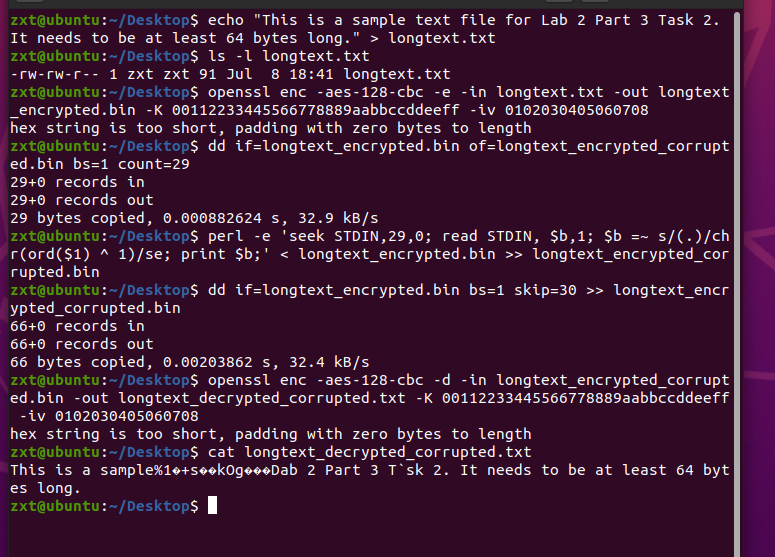 zxt@ubuntu:~/Desktop$ echo "This is a sample text file for Lab 2 Part 3 Task 2.
It needs to be at least 64 bytes long." > longtext.txt
zxt@ubuntu:~/Desktop$ ls -l longtext.txt
-rw-rw-r-- 1 zxt zxt 91 Jul  8 18:41 longtext.txt
zxt@ubuntu:~/Desktop$ openssl enc -aes-128-cbc -e -in longtext.txt -out longtext
_encrypted.bin -K 00112233445566778889aabbccddeeff -iv 0102030405060708
hex string is too short, padding with zero bytes to length
zxt@ubuntu:~/Desktop$ dd if=longtext_encrypted.bin of=longtext_encrypted_corrupt
ed.bin bs=1 count=29
29+0 records in
29+0 records out
29 bytes copied, 0.000882624 s, 32.9 kB/s
zxt@ubuntu:~/Desktop$ perl -e 'seek STDIN,29,0; read STDIN, $b,1; $b =~ s/(.)/ch
r(ord($1) ^ 1)/se; print $b;' < longtext_encrypted.bin >> longtext_encrypted_cor
rupted.bin
zxt@ubuntu:~/Desktop$ dd if=longtext_encrypted.bin bs=1 skip=30 >> longtext_encr
ypted_corrupted.bin
66+0 records in
66+0 records out
66 bytes copied, 0.00203862 s, 32.4 kB/s
zxt@ubuntu:~/Desktop$ openssl enc -aes-128-cbc -d -in longtext_encrypted_corrupt
ed.bin -out longtext_decrypted_corrupted.txt -K 00112233445566778889aabbccddeeff
 -iv 0102030405060708
hex string is too short, padding with zero bytes to length
zxt@ubuntu:~/Desktop$ cat longtext_decrypted_corrupted.txt
This is a sample%1�+s��kOg���Dab 2 Part 3 T`sk 2. It needs to be at least 64 byt
es long.
zxt@ubuntu:~/Desktop$